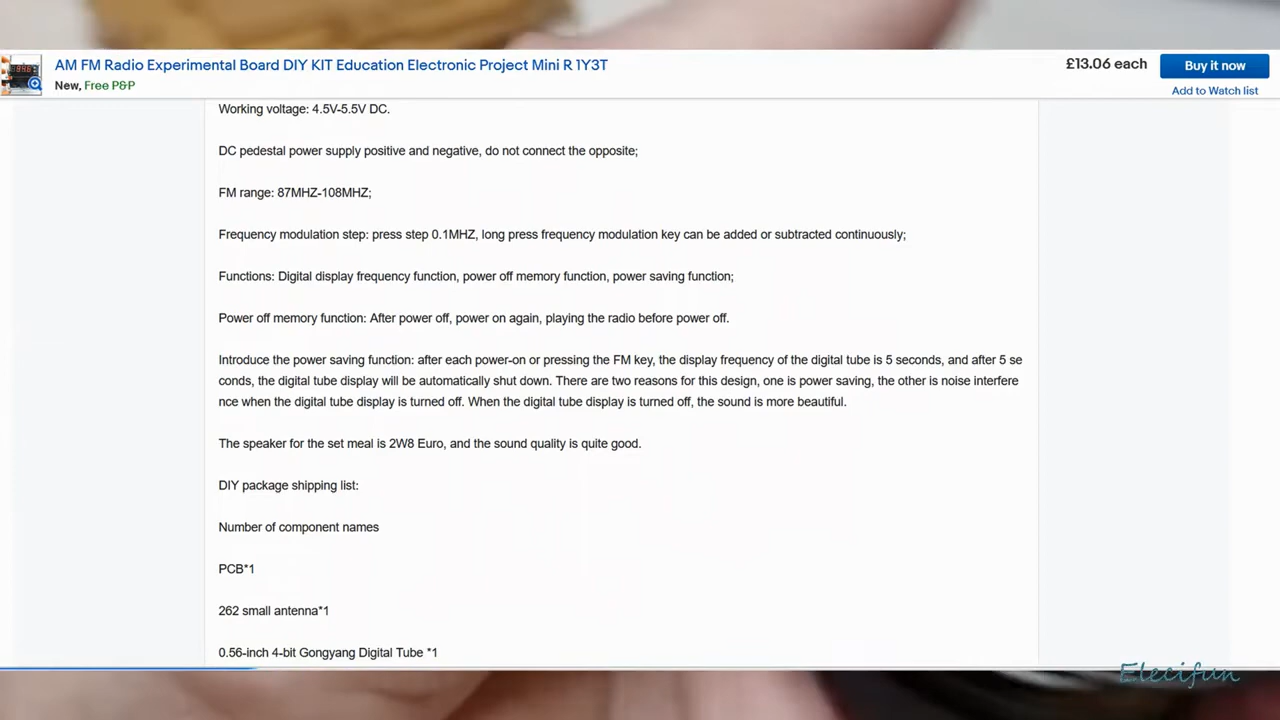 AM FM Radio Experimental Board DIY KIT Education Electronic Project Mini R 1Y3T
£13.06 each
Buy it now
New, Free P&P
Add to Watch list
Working voltage: 4.5V-5.5V DC.
DC pedestal power supply positive and negative, do not connect the opposite;
FM range: 87MHZ-108MHZ;
Frequency modulation step: press step 0.1MHZ, long press frequency modulation key can be added or subtracted continuously;
Functions: Digital display frequency function, power off memory function, power saving function;
Power off memory function: After power off, power on again, playing the radio before power off.
Introduce the power saving function: after each power-on or pressing the FM key, the display frequency of the digital tube is 5 seconds, and after 5 se
conds, the digital tube display will be automatically shut down. There are two reasons for this design, one is power saving, the other is noise interfere
nce when the digital tube display is turned off. When the digital tube display is turned off, the sound is more beautiful.
The speaker for the set meal is 2W8 Euro, and the sound quality is quite good.
DIY package shipping list:
Number of component names
PCB*1
262 small antenna*1
0.56-inch 4-bit Gongyang Digital Tube *1
Elecifun